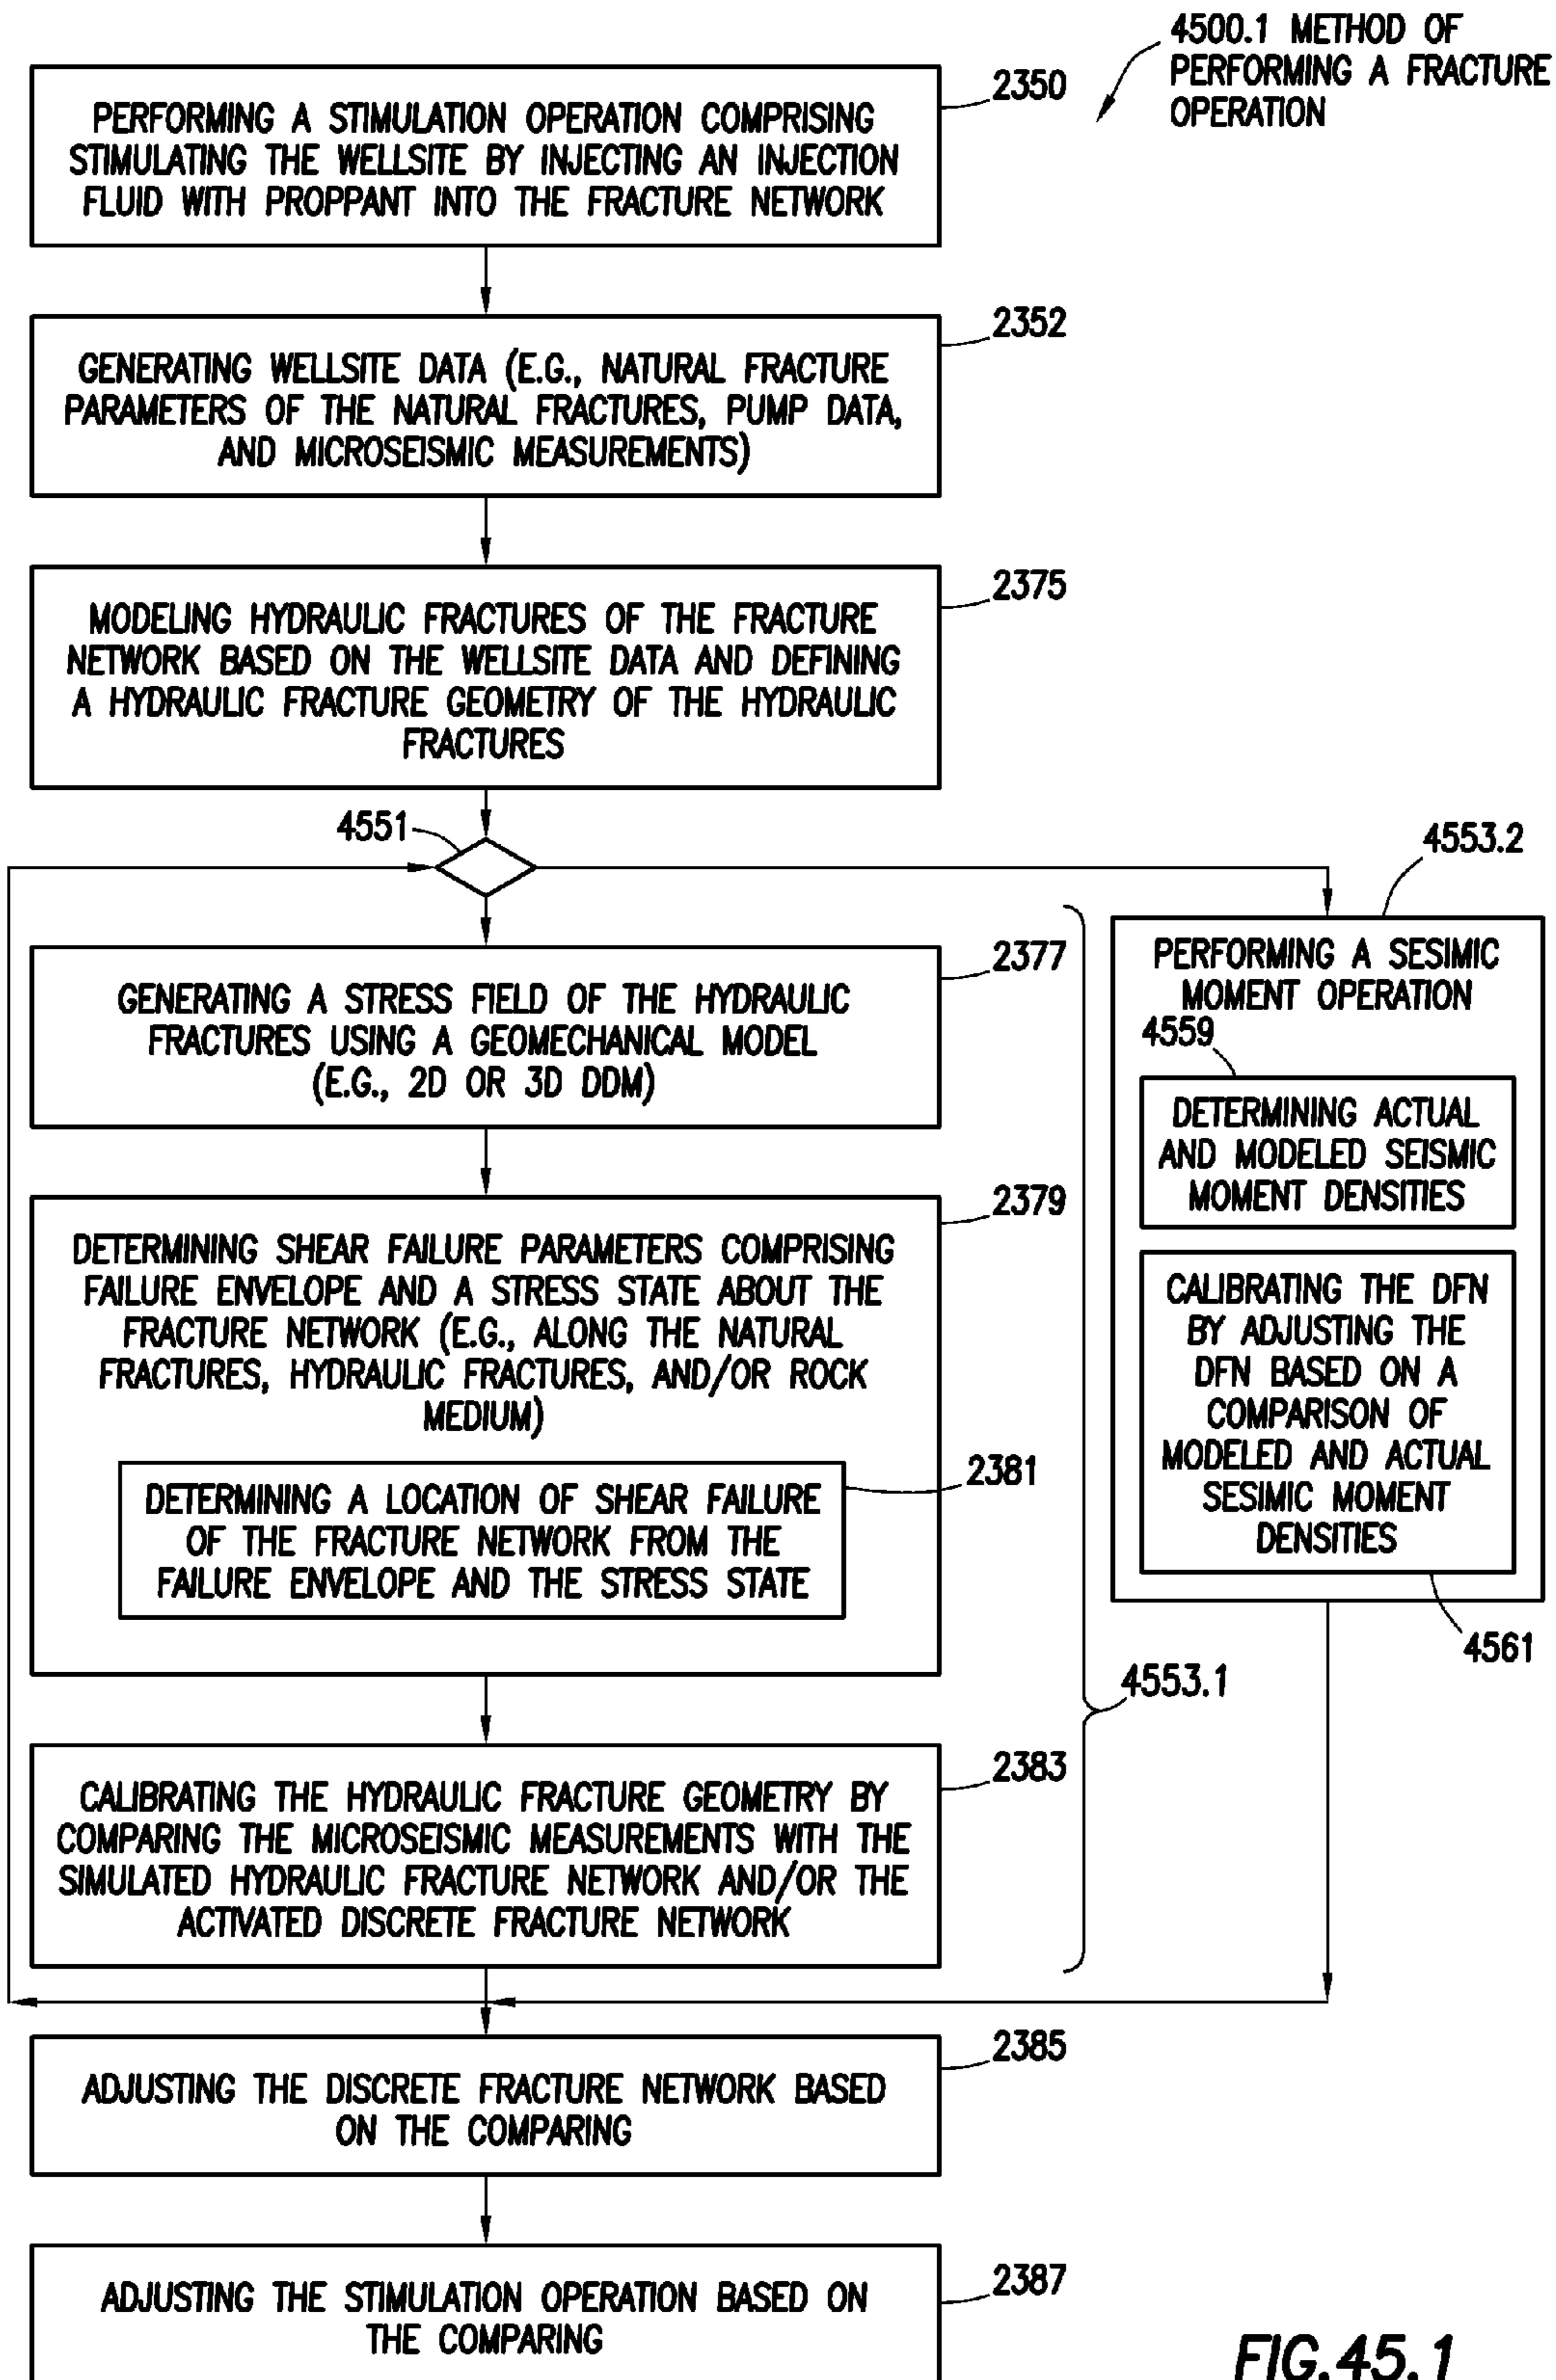 4500.1 METHOD OF
PERFORMING A FRACTURE
OPERATION
2350
PERFORMING A STIMULATION OPERATION COMPRISING
STIMULATING THE WELLSITE BY INJECTING AN INJECTION
FLUID WITH PROPPANT INTO THE FRACTURE NETWORK
2352
GENERATING WELLSITE DATA (E.G., NATURAL FRACTURE
PARAMETERS OF THE NATURAL FRACTURES, PUMP DATA,
AND MICROSEISMIC MEASUREMENTS)
2375
MODELING HYDRAULIC FRACTURES OF THE FRACTURE
NETWORK BASED ON THE WELLSITE DATA AND DEFINING
A HYDRAULIC FRACTURE GEOMETRY OF THE HYDRAULIC
FRACTURES
4551
2377
GENERATING A STRESS FIELD OF THE HYDRAULIC
FRACTURES USING A GEOMECHANICAL MODEL
(E.G., 2D OR 3D DDM)
2379
DETERMINING SHEAR FAILURE PARAMETERS COMPRISING
FAILURE ENVELOPE AND A STRESS STATE ABOUT THE
FRACTURE NETWORK (E.G., ALONG THE NATURAL
FRACTURES, HYDRAULIC FRACTURES, AND/OR ROCK
MEDIUM)
2381
DETERMINING A LOCATION OF SHEAR FAILURE
OF THE FRACTURE NETWORK FROM THE
FAILURE ENVELOPE AND THE STRESS STATE
2383
CALIBRATING THE HYDRAULIC FRACTURE GEOMETRY BY
COMPARING THE MICROSEISMIC MEASUREMENTS WITH THE
SIMULATED HYDRAULIC FRACTURE NETWORK AND/OR THE
ACTIVATED DISCRETE FRACTURE NETWORK
4553.1
4553.2
PERFORMING A SESIMIC
MOMENT OPERATION
4559
DETERMINING ACTUAL
AND MODELED SEISMIC
MOMENT DENSITIES
CALIBRATING THE DFN
BY ADJUSTING THE
DFN BASED ON A
COMPARISON OF
MODELED AND ACTUAL
SESIMIC MOMENT
DENSITIES
4561
2385
ADJUSTING THE DISCRETE FRACTURE NETWORK BASED
ON THE COMPARING
2387
ADJUSTING THE STIMULATION OPERATION BASED ON
THE COMPARING
FIG.45.1